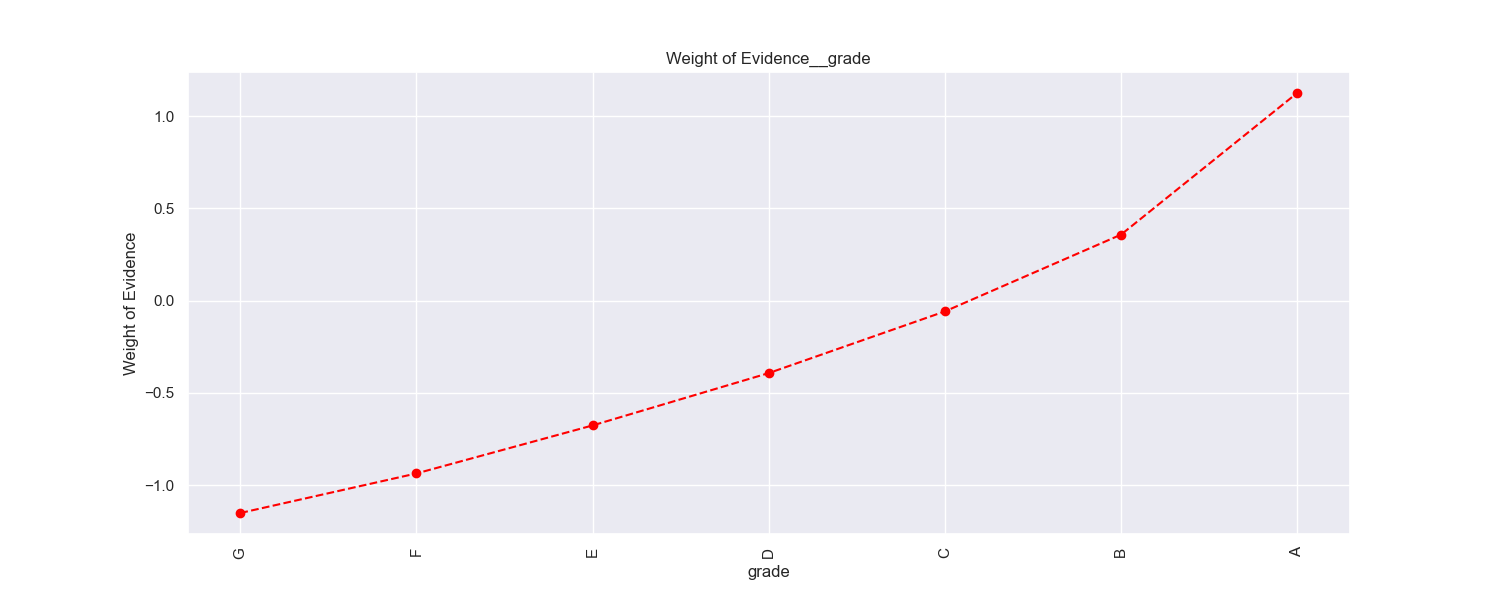 Weight of Evidence__grade
Weight of Evidence
1.0
0.5
0.0
−0.5
−1.0
G
F
E
D
C
B
A
grade